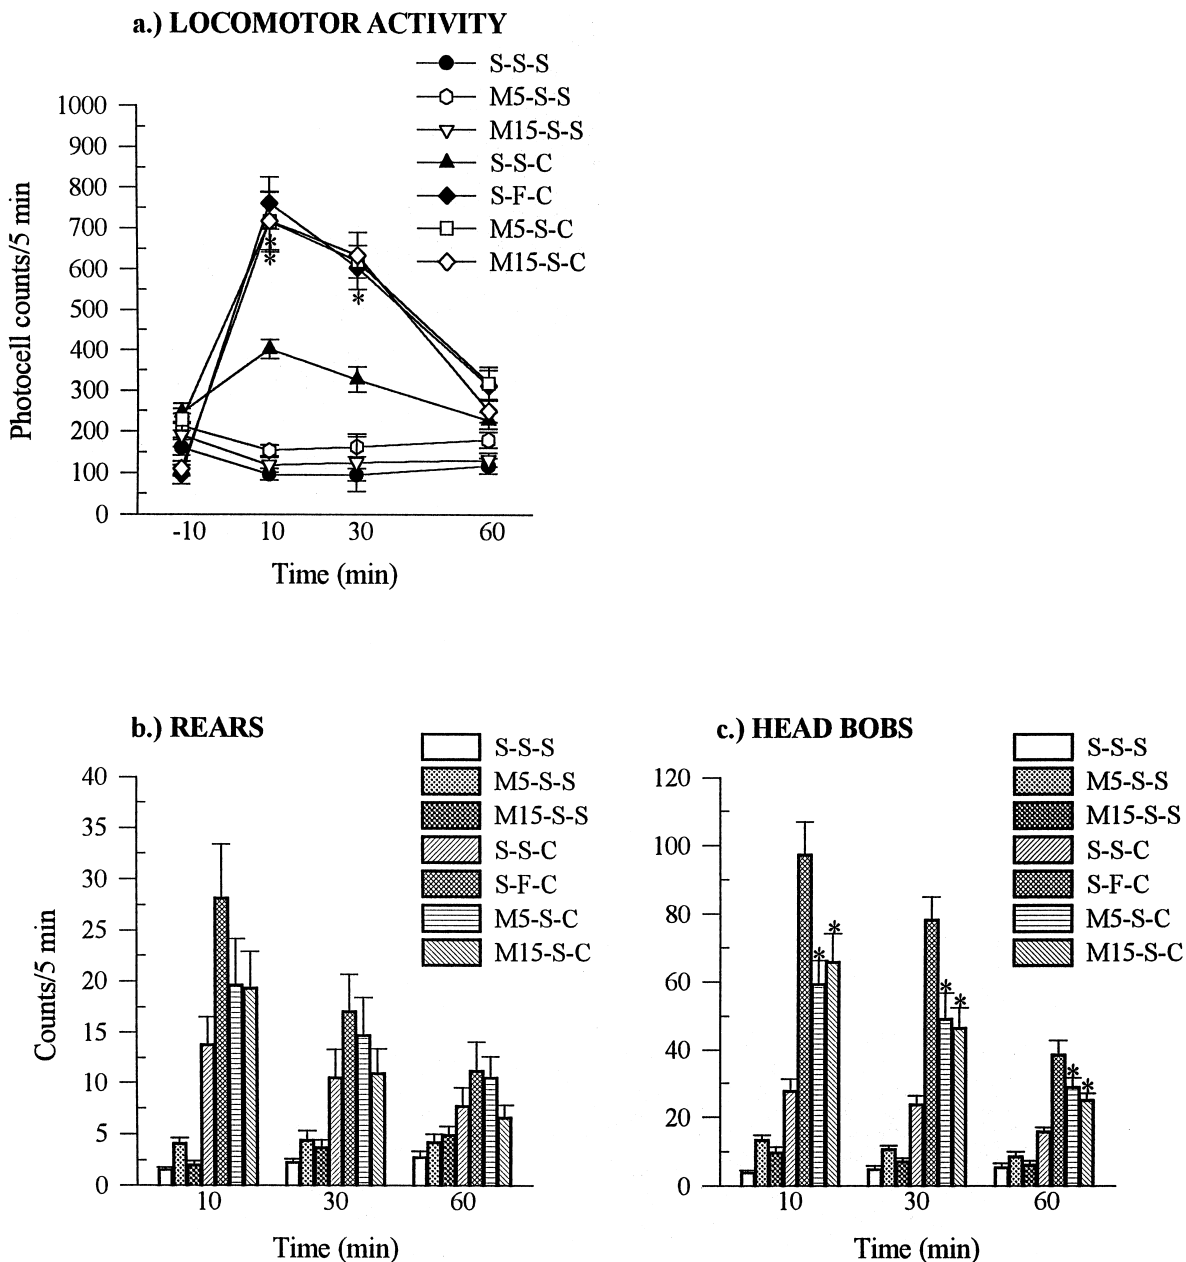 a.) LOCOMOTOR ACTIVITY
S-S-S
M5-S-S
M15-S-S
S-S-C
S-F-C
M5-S-C
M15-S-C
Photocell counts/5 min
1000
900
800
700
600
500
400
300
200
100
0
* * *
-10 10 30 60
Time (min)
b.) REARS
S-S-S
M5-S-S
M15-S-S
S-S-C
S-F-C
M5-S-C
M15-S-C
Counts/5 min
40
35
30
25
20
15
10
5
0
10 30 60
Time (min)
c.) HEAD BOBS
S-S-S
M5-S-S
M15-S-S
S-S-C
S-F-C
M5-S-C
M15-S-C
120
100
80
60
40
20
0
* * * * * *
10 30 60
Time (min)